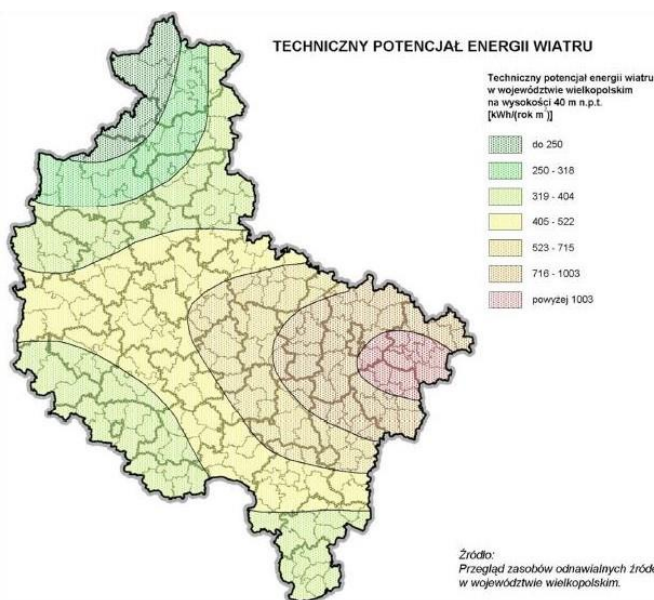 TECHNICZNY POTENCJAŁ ENERGII WIATRU
Techniczny potencjał energii wiatru
w województwie wielkopolskim
na wysokości 40 m n.p.t.
[kWh/(rok m²)]
do 250
250 - 318
319 - 404
405 - 522
523 - 715
716 - 1003
powyżej 1003
Źródło:
Przegląd zasobów odnawialnych źróde
w województwie wielkopolskim.